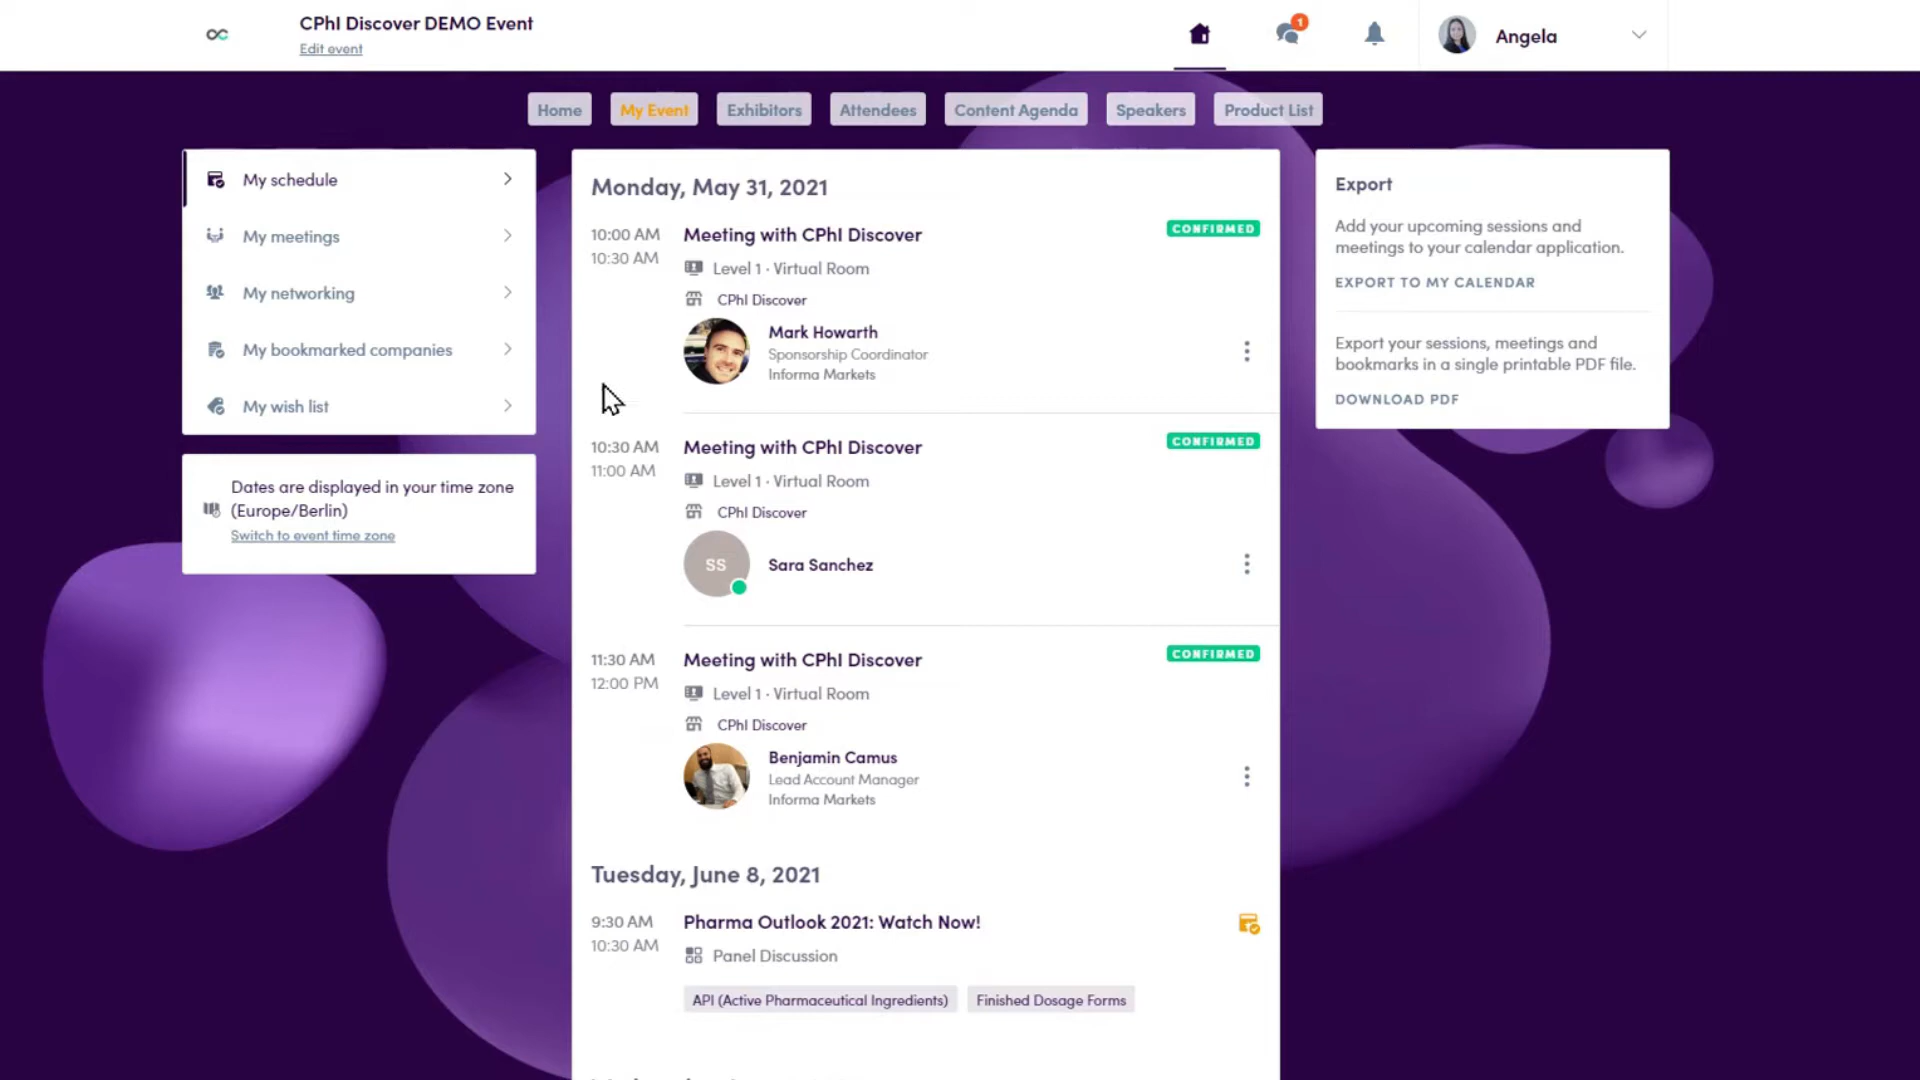 CPhI Discover DEMO Event
Edit event
1
Angela
Home
My Event
Exhibitors
Attendees
Content Agenda
Speakers
Product List
My schedule
My meetings
My networking
My bookmarked companies
My wish list
Dates are displayed in your time zone
(Europe/Berlin)
Switch to event time zone
Monday, May 31, 2021
10:00 AM
10:30 AM
Meeting with CPhI Discover
CONFIRMED
Level 1 · Virtual Room
CPhI Discover
Mark Howarth
Sponsorship Coordinator
Informa Markets
10:30 AM
11:00 AM
Meeting with CPhI Discover
CONFIRMED
Level 1 · Virtual Room
CPhI Discover
SS
Sara Sanchez
11:30 AM
12:00 PM
Meeting with CPhI Discover
CONFIRMED
Level 1 · Virtual Room
CPhI Discover
Benjamin Camus
Lead Account Manager
Informa Markets
Tuesday, June 8, 2021
9:30 AM
10:30 AM
Pharma Outlook 2021: Watch Now!
Panel Discussion
API (Active Pharmaceutical Ingredients)
Finished Dosage Forms
Export
Add your upcoming sessions and
meetings to your calendar application.
EXPORT TO MY CALENDAR
Export your sessions, meetings and
bookmarks in a single printable PDF file.
DOWNLOAD PDF